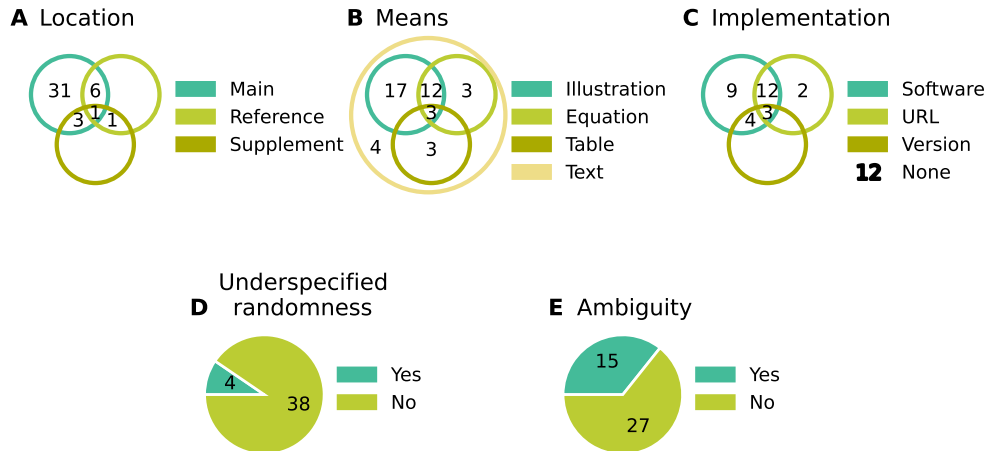 A Location
31 6
1
3 1
Main
Reference
Supplement
B Means
17 12 3
3
4 3
Illustration
Equation
Table
Text
C Implementation
9 12 2
4 3
Software
URL
Version
12 None
D Underspecified
randomness
4
38
Yes
No
E Ambiguity
15
27
Yes
No